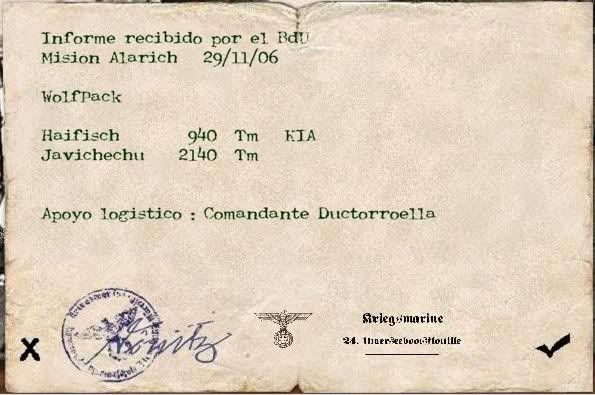 Informe recibido por el BdU
Mision Alarich 29/11/06
WolfPack
Haifisch 940 Tm KIA
Javichechu 2140 Tm
Apoyo logistico : Comandante Ductorroella
Kriegsmarine
24. Unterseebootflottille
X